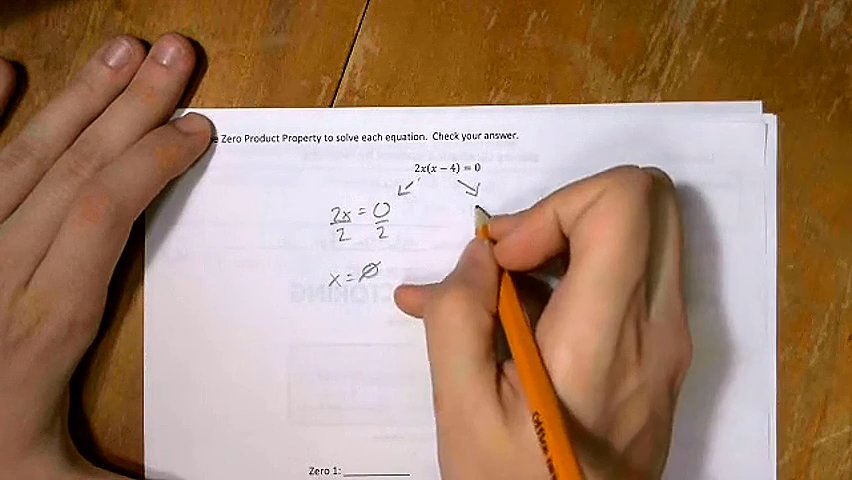 e Zero Product Property to solve each equation. Check your answer.
2x(x − 4) = 0
2x = 0
2 2
x = 0
Zero 1: ________